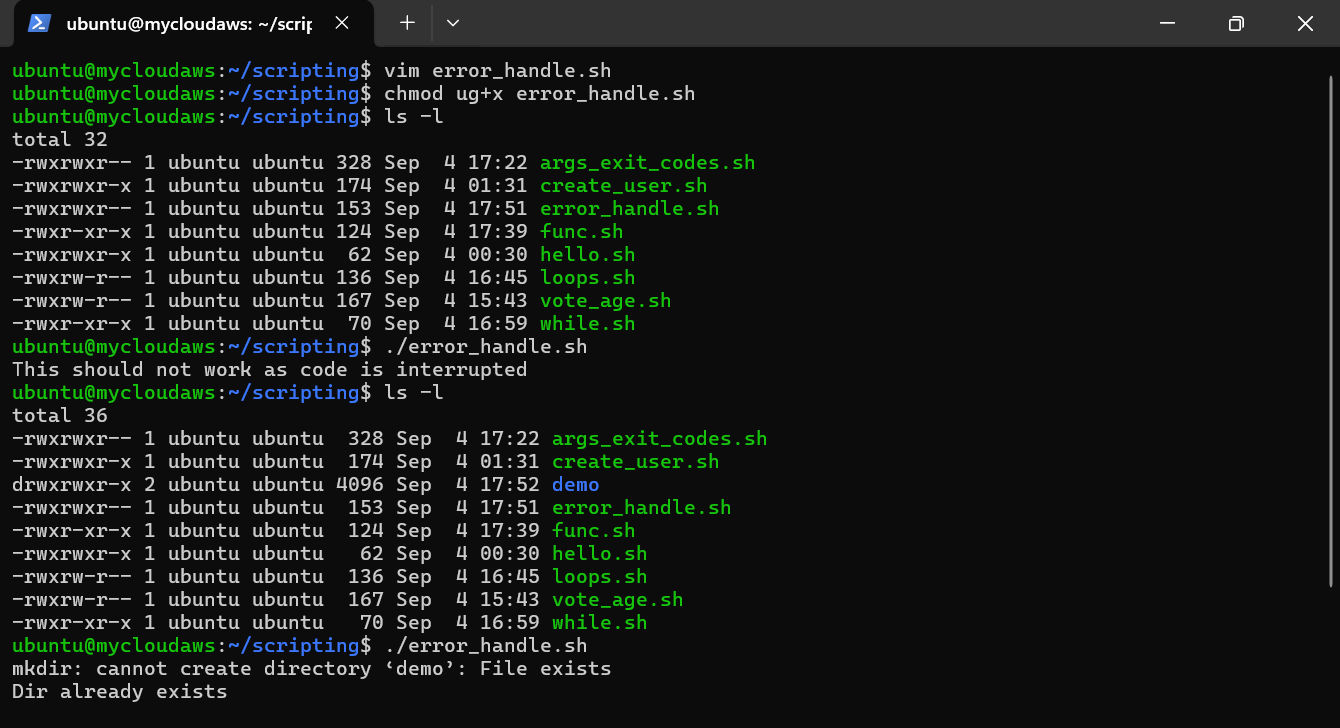 ubuntu@mycloudaws: ~/scrip
ubuntu@mycloudaws:~/scripting$ vim error_handle.sh
ubuntu@mycloudaws:~/scripting$ chmod ug+x error_handle.sh
ubuntu@mycloudaws:~/scripting$ ls -l
total 32
-rwxrwxr-- 1 ubuntu ubuntu 328 Sep  4 17:22 args_exit_codes.sh
-rwxrwxr-x 1 ubuntu ubuntu 174 Sep  4 01:31 create_user.sh
-rwxrwxr-- 1 ubuntu ubuntu 153 Sep  4 17:51 error_handle.sh
-rwxr-xr-x 1 ubuntu ubuntu 124 Sep  4 17:39 func.sh
-rwxrwxr-x 1 ubuntu ubuntu  62 Sep  4 00:30 hello.sh
-rwxrw-r-- 1 ubuntu ubuntu 136 Sep  4 16:45 loops.sh
-rwxrw-r-- 1 ubuntu ubuntu 167 Sep  4 15:43 vote_age.sh
-rwxr-xr-x 1 ubuntu ubuntu  70 Sep  4 16:59 while.sh
ubuntu@mycloudaws:~/scripting$ ./error_handle.sh
This should not work as code is interrupted
ubuntu@mycloudaws:~/scripting$ ls -l
total 36
-rwxrwxr-- 1 ubuntu ubuntu  328 Sep  4 17:22 args_exit_codes.sh
-rwxrwxr-x 1 ubuntu ubuntu  174 Sep  4 01:31 create_user.sh
drwxrwxr-x 2 ubuntu ubuntu 4096 Sep  4 17:52 demo
-rwxrwxr-- 1 ubuntu ubuntu  153 Sep  4 17:51 error_handle.sh
-rwxr-xr-x 1 ubuntu ubuntu  124 Sep  4 17:39 func.sh
-rwxrwxr-x 1 ubuntu ubuntu   62 Sep  4 00:30 hello.sh
-rwxrw-r-- 1 ubuntu ubuntu  136 Sep  4 16:45 loops.sh
-rwxrw-r-- 1 ubuntu ubuntu  167 Sep  4 15:43 vote_age.sh
-rwxr-xr-x 1 ubuntu ubuntu   70 Sep  4 16:59 while.sh
ubuntu@mycloudaws:~/scripting$ ./error_handle.sh
mkdir: cannot create directory ‘demo’: File exists
Dir already exists